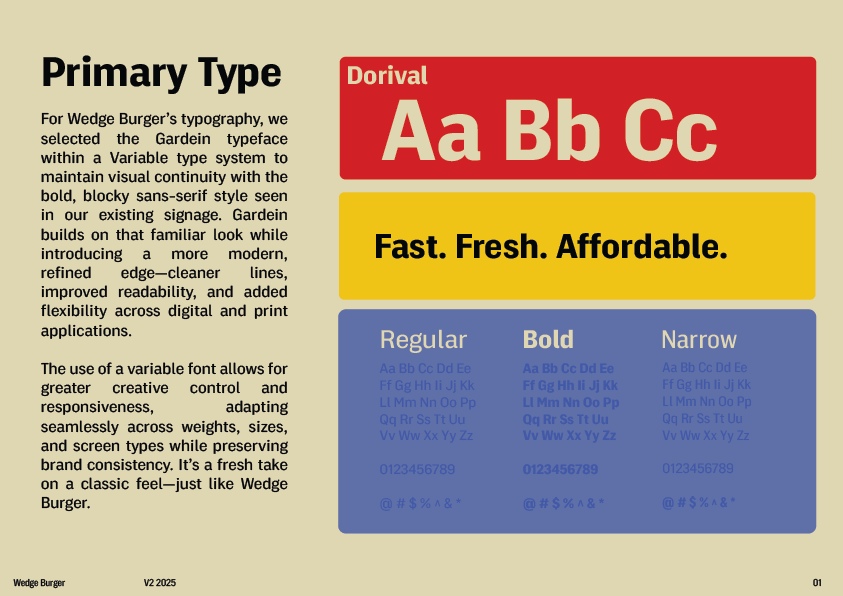 Primary Type
For Wedge Burger’s typography, we
selected the Gardein typeface
within a Variable type system to
maintain visual continuity with the
bold, blocky sans-serif style seen
in our existing signage. Gardein
builds on that familiar look while
introducing a more modern,
refined edge—cleaner lines,
improved readability, and added
flexibility across digital and print
applications.
The use of a variable font allows for
greater creative control and
responsiveness, adapting
seamlessly across weights, sizes,
and screen types while preserving
brand consistency. It’s a fresh take
on a classic feel—just like Wedge
Burger.
Dorival
Aa Bb Cc
Fast. Fresh. Affordable.
Regular
Aa Bb Cc Dd Ee
Ff Gg Hh Ii Jj Kk
Ll Mm Nn Oo Pp
Qq Rr Ss Tt Uu
Vv Ww Xx Yy Zz
0123456789
@ # $ % ^ & *
Bold
Aa Bb Cc Dd Ee
Ff Gg Hh Ii Jj Kk
Ll Mm Nn Oo Pp
Qq Rr Ss Tt Uu
Vv Ww Xx Yy Zz
0123456789
@ # $ % ^ & *
Narrow
Aa Bb Cc Dd Ee
Ff Gg Hh Ii Jj Kk
Ll Mm Nn Oo Pp
Qq Rr Ss Tt Uu
Vv Ww Xx Yy Zz
0123456789
@ # $ % ^ & *
Wedge Burger
V2 2025
01